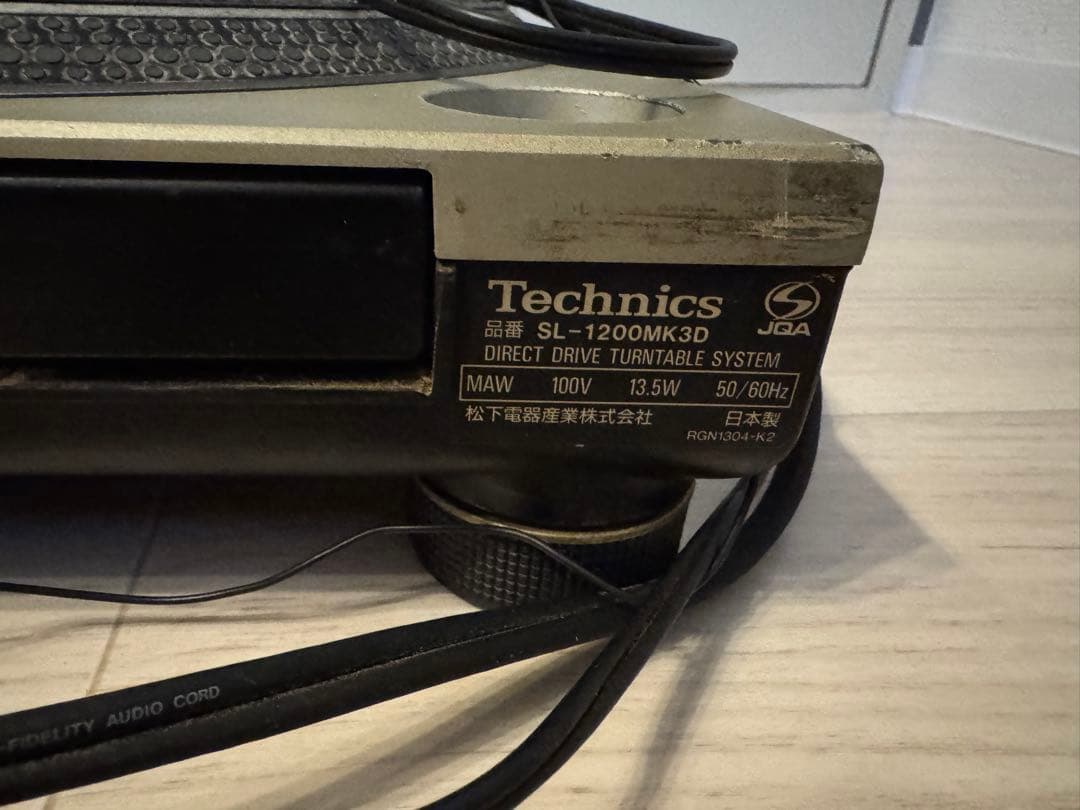 Technics
JQA
品番 SL-1200MK3D
DIRECT DRIVE TURNTABLE SYSTEM
MAW 100V 13.5W 50/60Hz
松下電器産業株式会社 日本製
RGN1304-K2
-FIDELITY AUDIO CORD